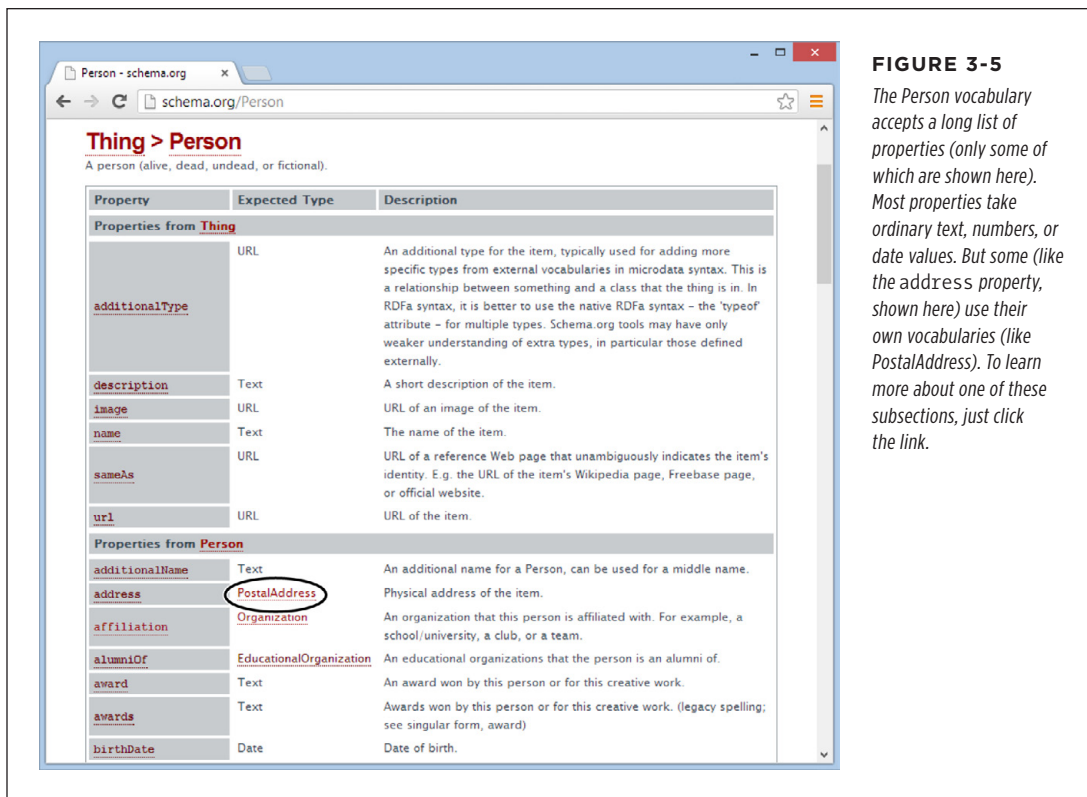 Person - schema.org
schema.org/Person
Thing > Person
A person (alive, dead, undead, or fictional).
Property Expected Type Description
Properties from Thing
additionalType URL An additional type for the item, typically used for adding more
specific types from external vocabularies in microdata syntax. This is
a relationship between something and a class that the thing is in. In
RDFa syntax, it is better to use the native RDFa syntax – the 'typeof'
attribute – for multiple types. Schema.org tools may have only
weaker understanding of extra types, in particular those defined
externally.
description Text A short description of the item.
image URL URL of an image of the item.
name Text The name of the item.
sameAs URL URL of a reference Web page that unambiguously indicates the item's
identity. E.g. the URL of the item's Wikipedia page, Freebase page,
or official website.
url URL URL of the item.
Properties from Person
additionalName Text An additional name for a Person, can be used for a middle name.
address PostalAddress Physical address of the item.
affiliation Organization An organization that this person is affiliated with. For example, a
school/university, a club, or a team.
alumniOf EducationalOrganization An educational organizations that the person is an alumni of.
award Text An award won by this person or for this creative work.
awards Text Awards won by this person or for this creative work. (legacy spelling;
see singular form, award)
birthDate Date Date of birth.
FIGURE 3-5
The Person vocabulary
accepts a long list of
properties (only some of
which are shown here).
Most properties take
ordinary text, numbers, or
date values. But some (like
the address property,
shown here) use their
own vocabularies (like
PostalAddress). To learn
more about one of these
subsections, just click
the link.